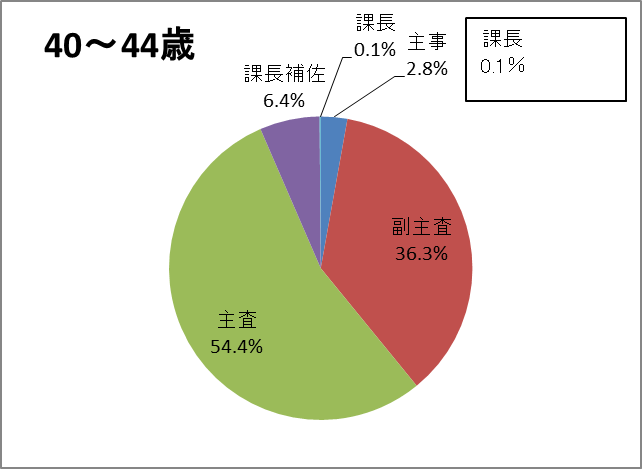 40～44歳
課長
0.1%
主事
2.8%
課長
0.1％
課長補佐
6.4%
副主査
36.3%
主査
54.4%